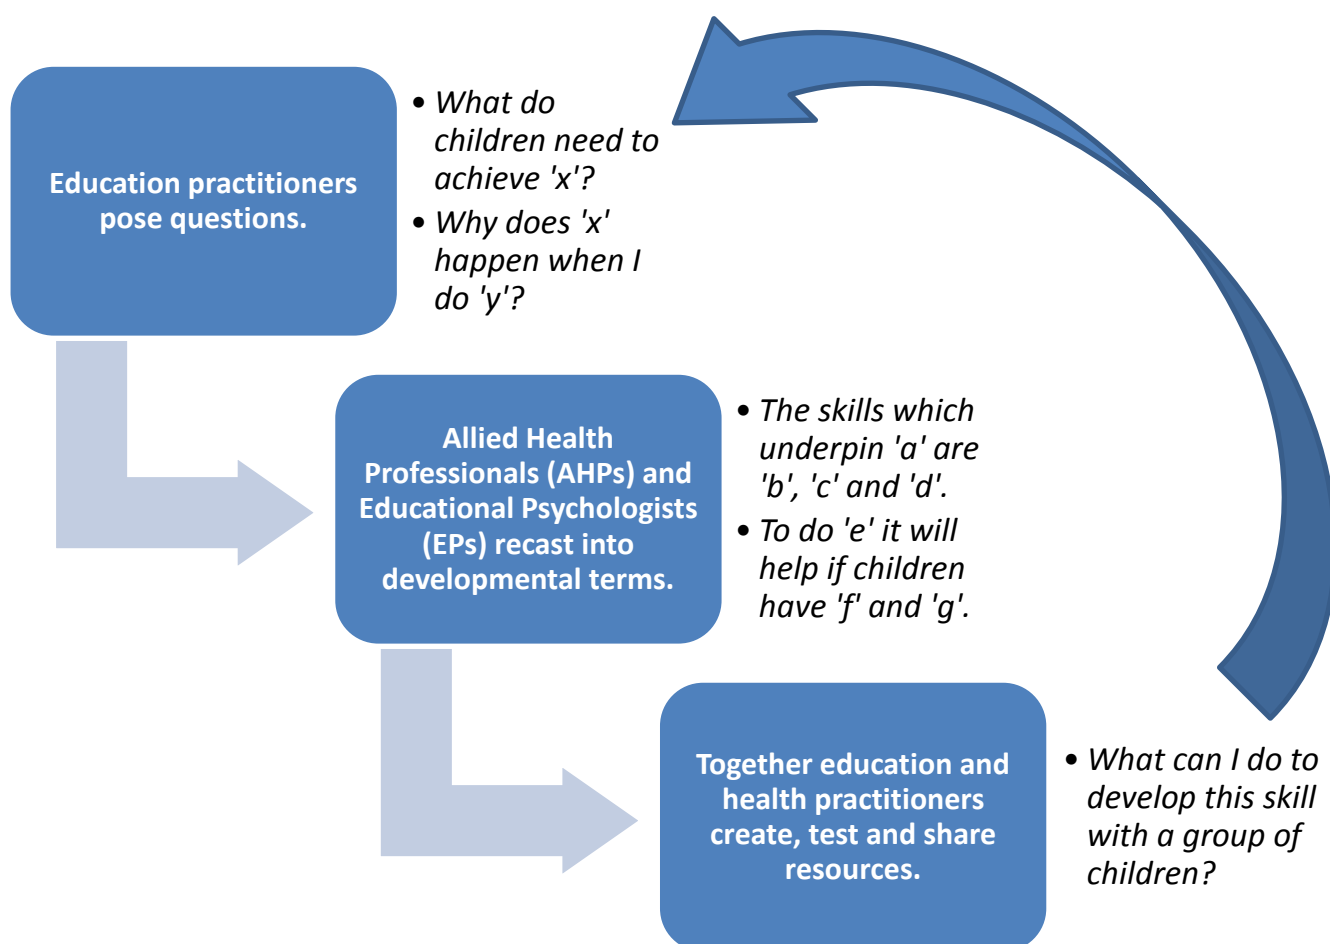 Education practitioners
pose questions.
• What do
children need to
achieve 'x'?
• Why does 'x'
happen when I
do 'y'?
Allied Health
Professionals (AHPs) and
Educational Psychologists
(EPs) recast into
developmental terms.
• The skills which
underpin 'a' are
'b', 'c' and 'd'.
• To do 'e' it will
help if children
have 'f' and 'g'.
Together education and
health practitioners
create, test and share
resources.
• What can I do to
develop this skill
with a group of
children?